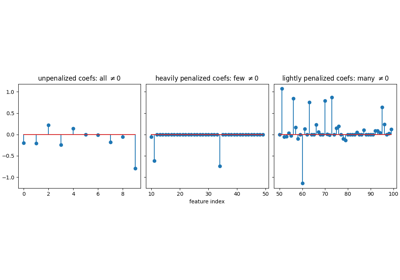 unpenalized coefs: all ≠0
heavily penalized coefs: few ≠0
lightly penalized coefs: many ≠0
1.0
0.5
0.0
−0.5
−1.0
0 2 4 6 8
10 20 30 40 50
50 60 70 80 90 100
feature index